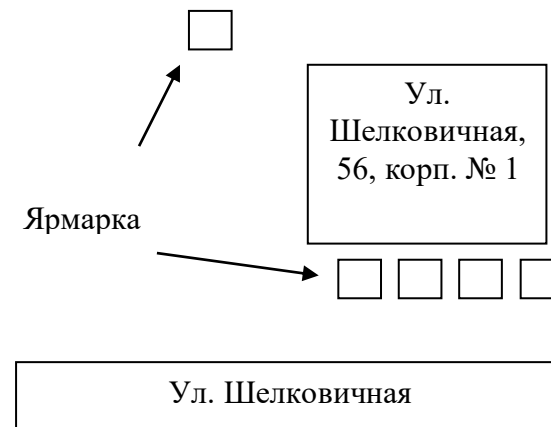 Ул.
Шелковичная,
56, корп. № 1
Ярмарка
Ул. Шелковичная